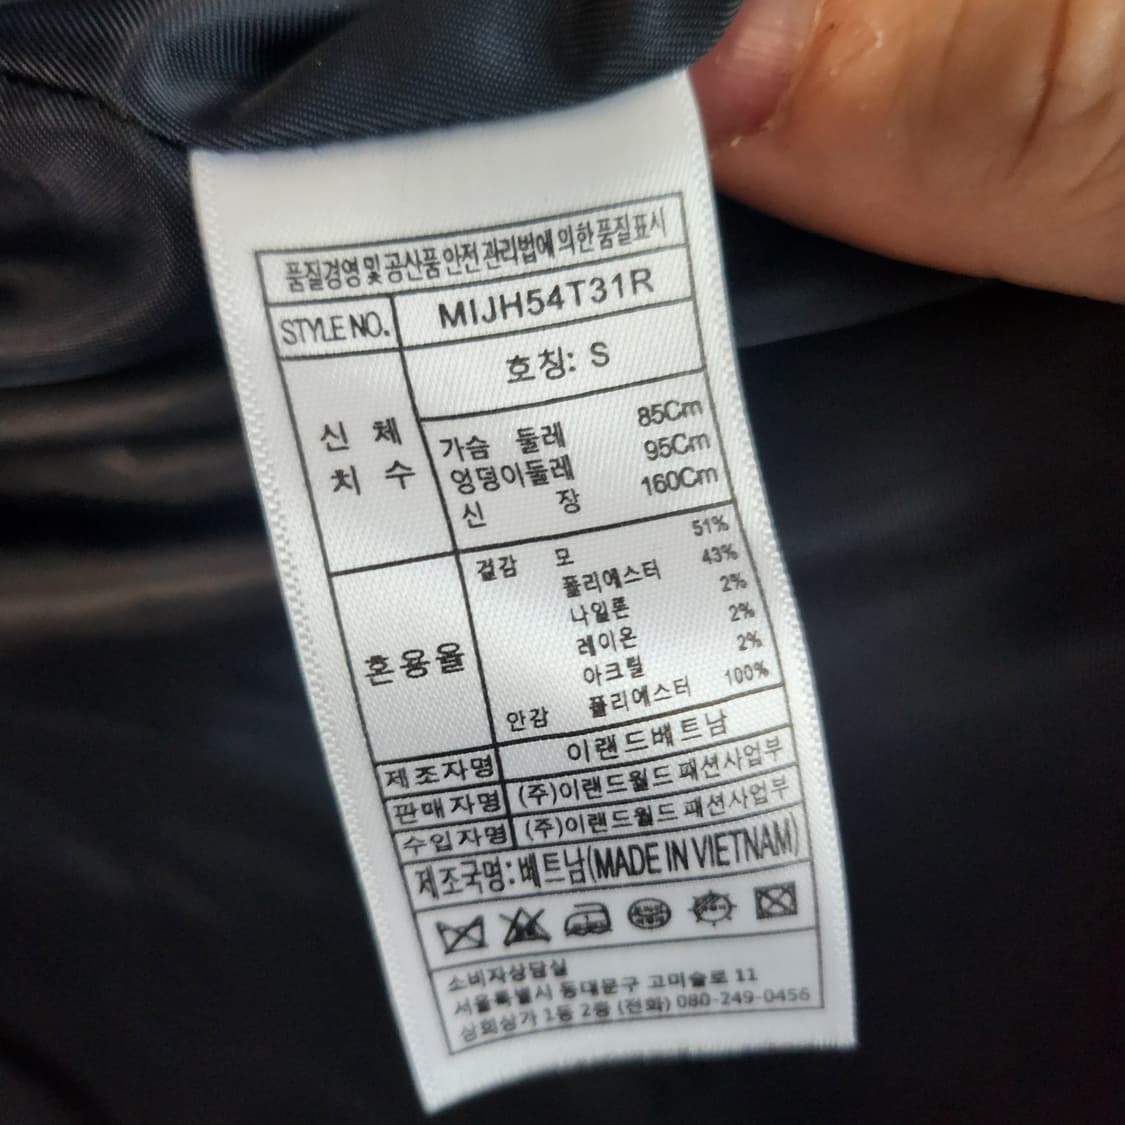 품질경영 및 공산품 안전 관리법에 의한 품질표시
STYLE NO. MIJH54T31R
신체 치수
호칭: S
가슴 둘레 85Cm
엉덩이둘레 95Cm
신 장 160Cm
혼용율
겉감 모 51%
폴리에스터 43%
나일론 2%
레이온 2%
아크릴 2%
안감 폴리에스터 100%
제조자명 이랜드베트남
판매자명 (주)이랜드월드 패션사업부
수입자명 (주)이랜드월드 패션사업부
제조국명: 베트남(MADE IN VIETNAM)
소비자상담실
서울특별시 동대문구 고미술로 11
삼희상가 1동 2층 (전화) 080-249-0456